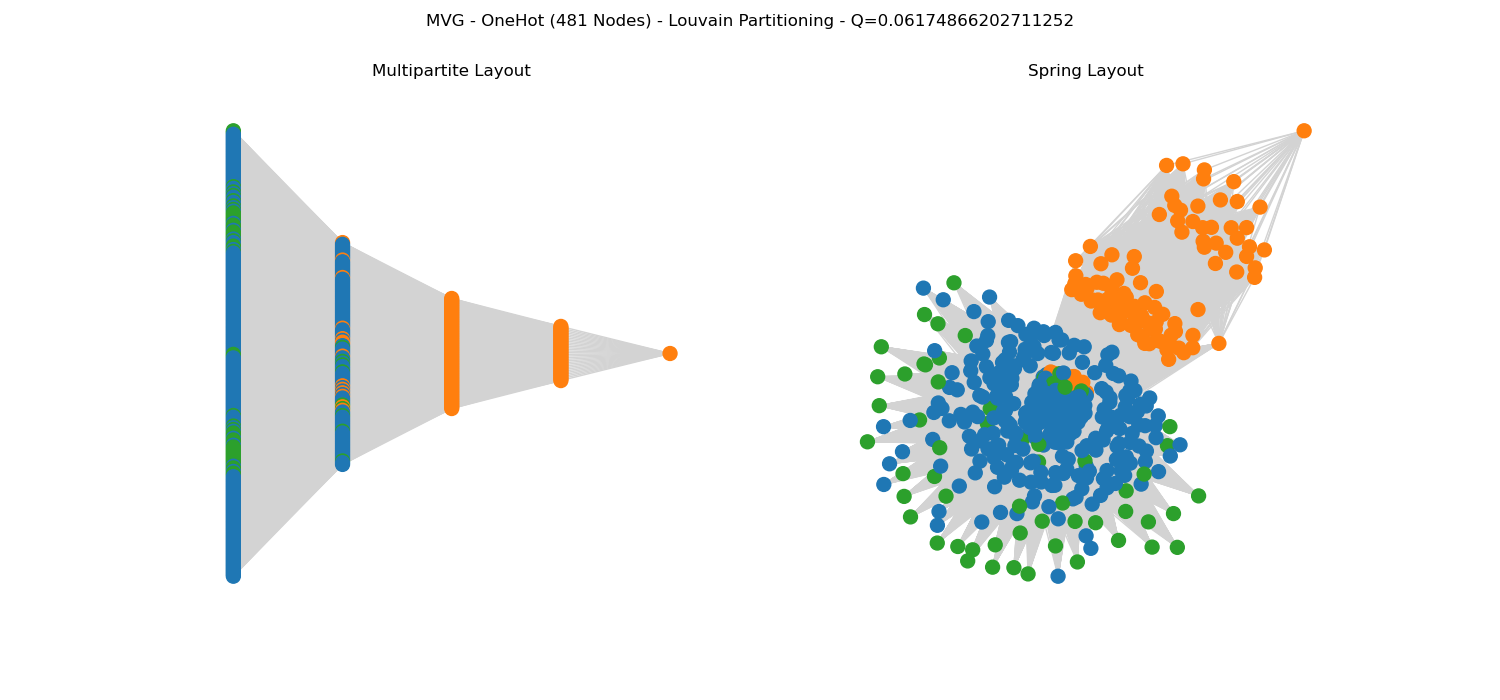 MVG - OneHot (481 Nodes) - Louvain Partitioning - Q=0.06174866202711252
Multipartite Layout
Spring Layout